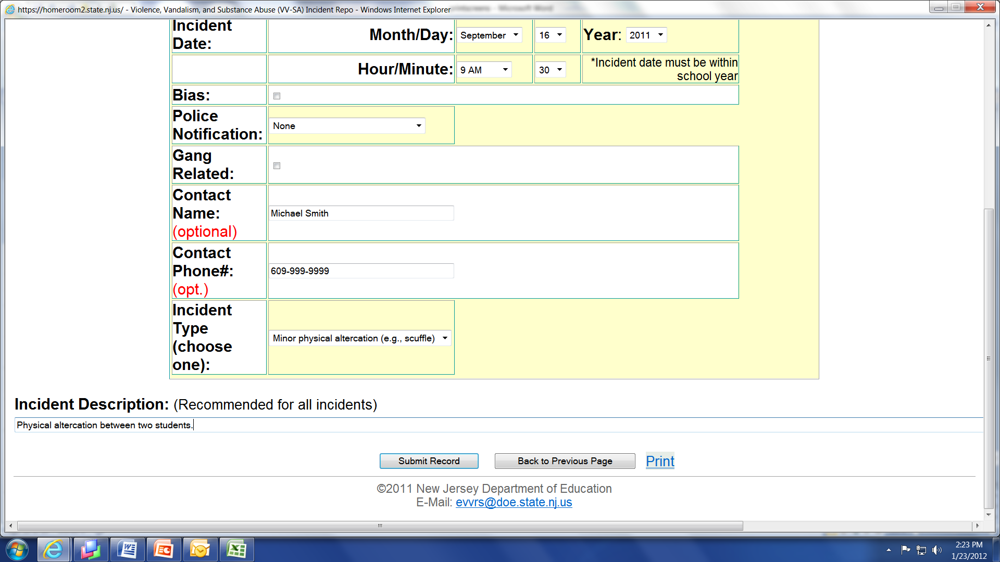 https://homeroom2.state.nj.us/ - Violence, Vandalism, and Substance Abuse (VV-SA) Incident Repo - Windows Internet Explorer
Incident
Date:
Month/Day: September 16 Year: 2011
Hour/Minute: 9 AM 30
*Incident date must be within
school year
Bias:
Police
Notification:
None
Gang
Related:
Contact
Name:
(optional)
Michael Smith
Contact
Phone#:
(opt.)
609-999-9999
Incident
Type
(choose
one):
Minor physical altercation (e.g., scuffle)
Incident Description: (Recommended for all incidents)
Physical altercation between two students.
Submit Record Back to Previous Page Print
©2011 New Jersey Department of Education
E-Mail: evvrs@doe.state.nj.us
2:23 PM
1/23/2012